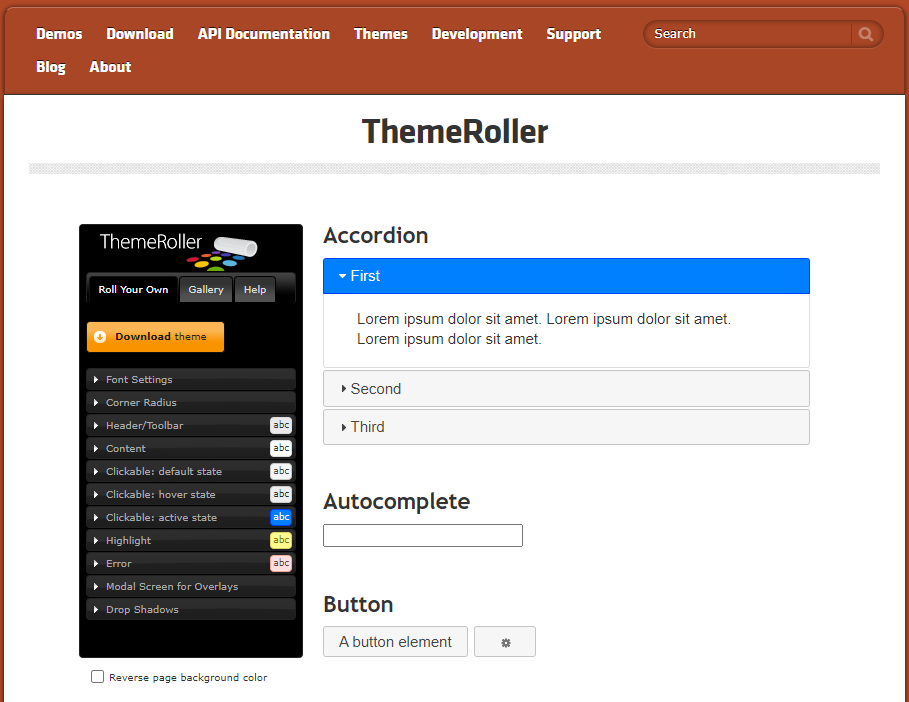 Demos Download API Documentation Themes Development Support Search
Blog About
ThemeRoller
ThemeRoller
Roll Your Own Gallery Help
Download theme
Font Settings
Corner Radius
Header/Toolbar abc
Content abc
Clickable: default state abc
Clickable: hover state abc
Clickable: active state abc
Highlight abc
Error abc
Modal Screen for Overlays
Drop Shadows
Reverse page background color
Accordion
First
Lorem ipsum dolor sit amet. Lorem ipsum dolor sit amet.
Lorem ipsum dolor sit amet.
Second
Third
Autocomplete
Button
A button element